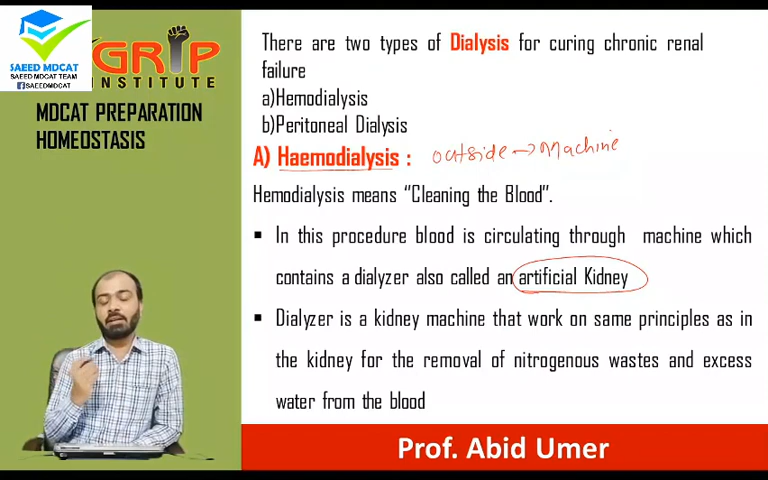 SAEED MDCAT
SAEED MDCAT TEAM
SAEEDMDCAT
GRIP
INSTITUTE
MDCAT PREPARATION
HOMEOSTASIS
There are two types of Dialysis for curing chronic renal
failure
a)Hemodialysis
b)Peritoneal Dialysis
A) Haemodialysis : outside → Machine
Hemodialysis means “Cleaning the Blood”.
▪ In this procedure blood is circulating through machine which
contains a dialyzer also called an artificial Kidney
▪ Dialyzer is a kidney machine that work on same principles as in
the kidney for the removal of nitrogenous wastes and excess
water from the blood
Prof. Abid Umer